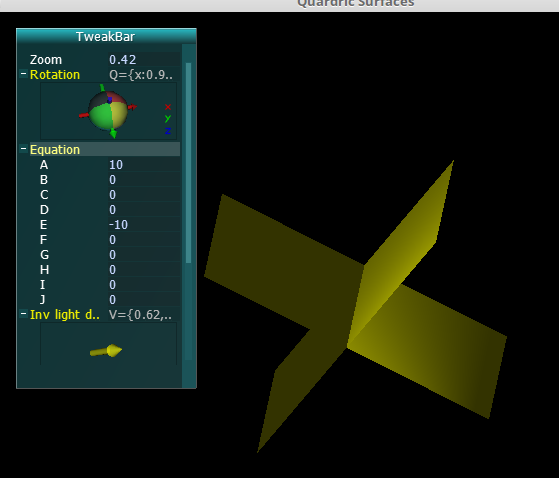 Quadric Surfaces
TweakBar
Zoom 0.42
Rotation Q={x:0.9..
x
y
z
Equation
A 10
B 0
C 0
D 0
E -10
F 0
G 0
H 0
I 0
J 0
Inv light d.. V={0.62,..